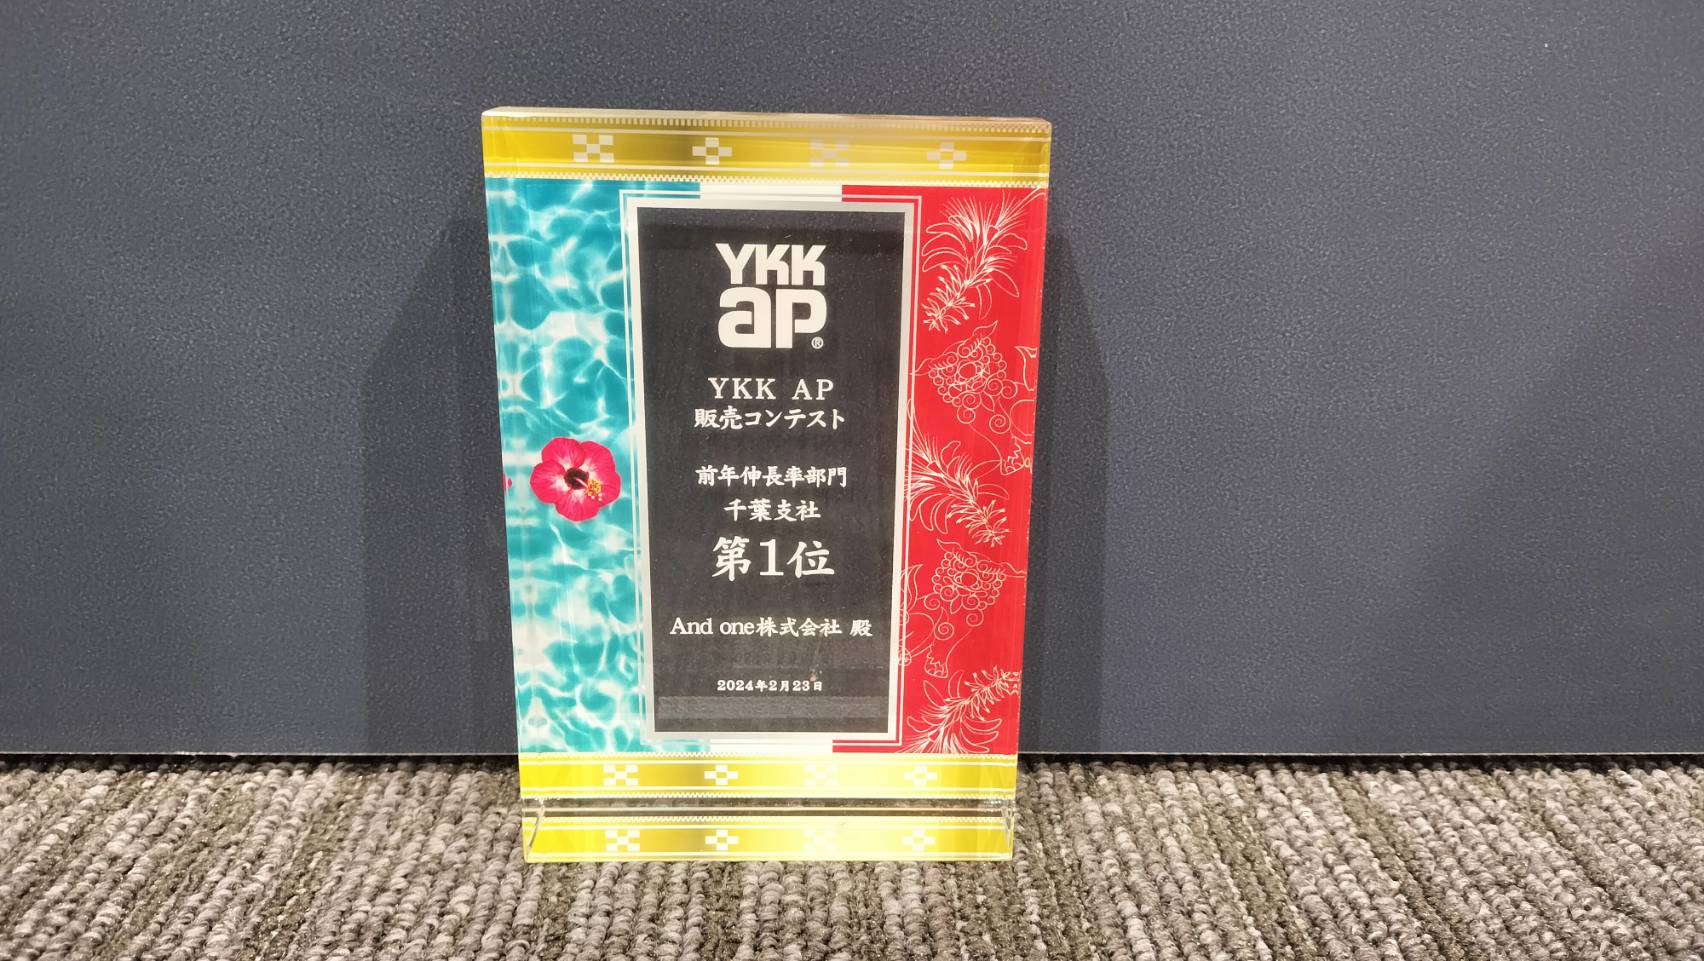 YKK
ap®
YKK AP
販売コンテスト
前年伸長率部門
千葉支社
第1位
And one株式会社 殿
2024年2月23日